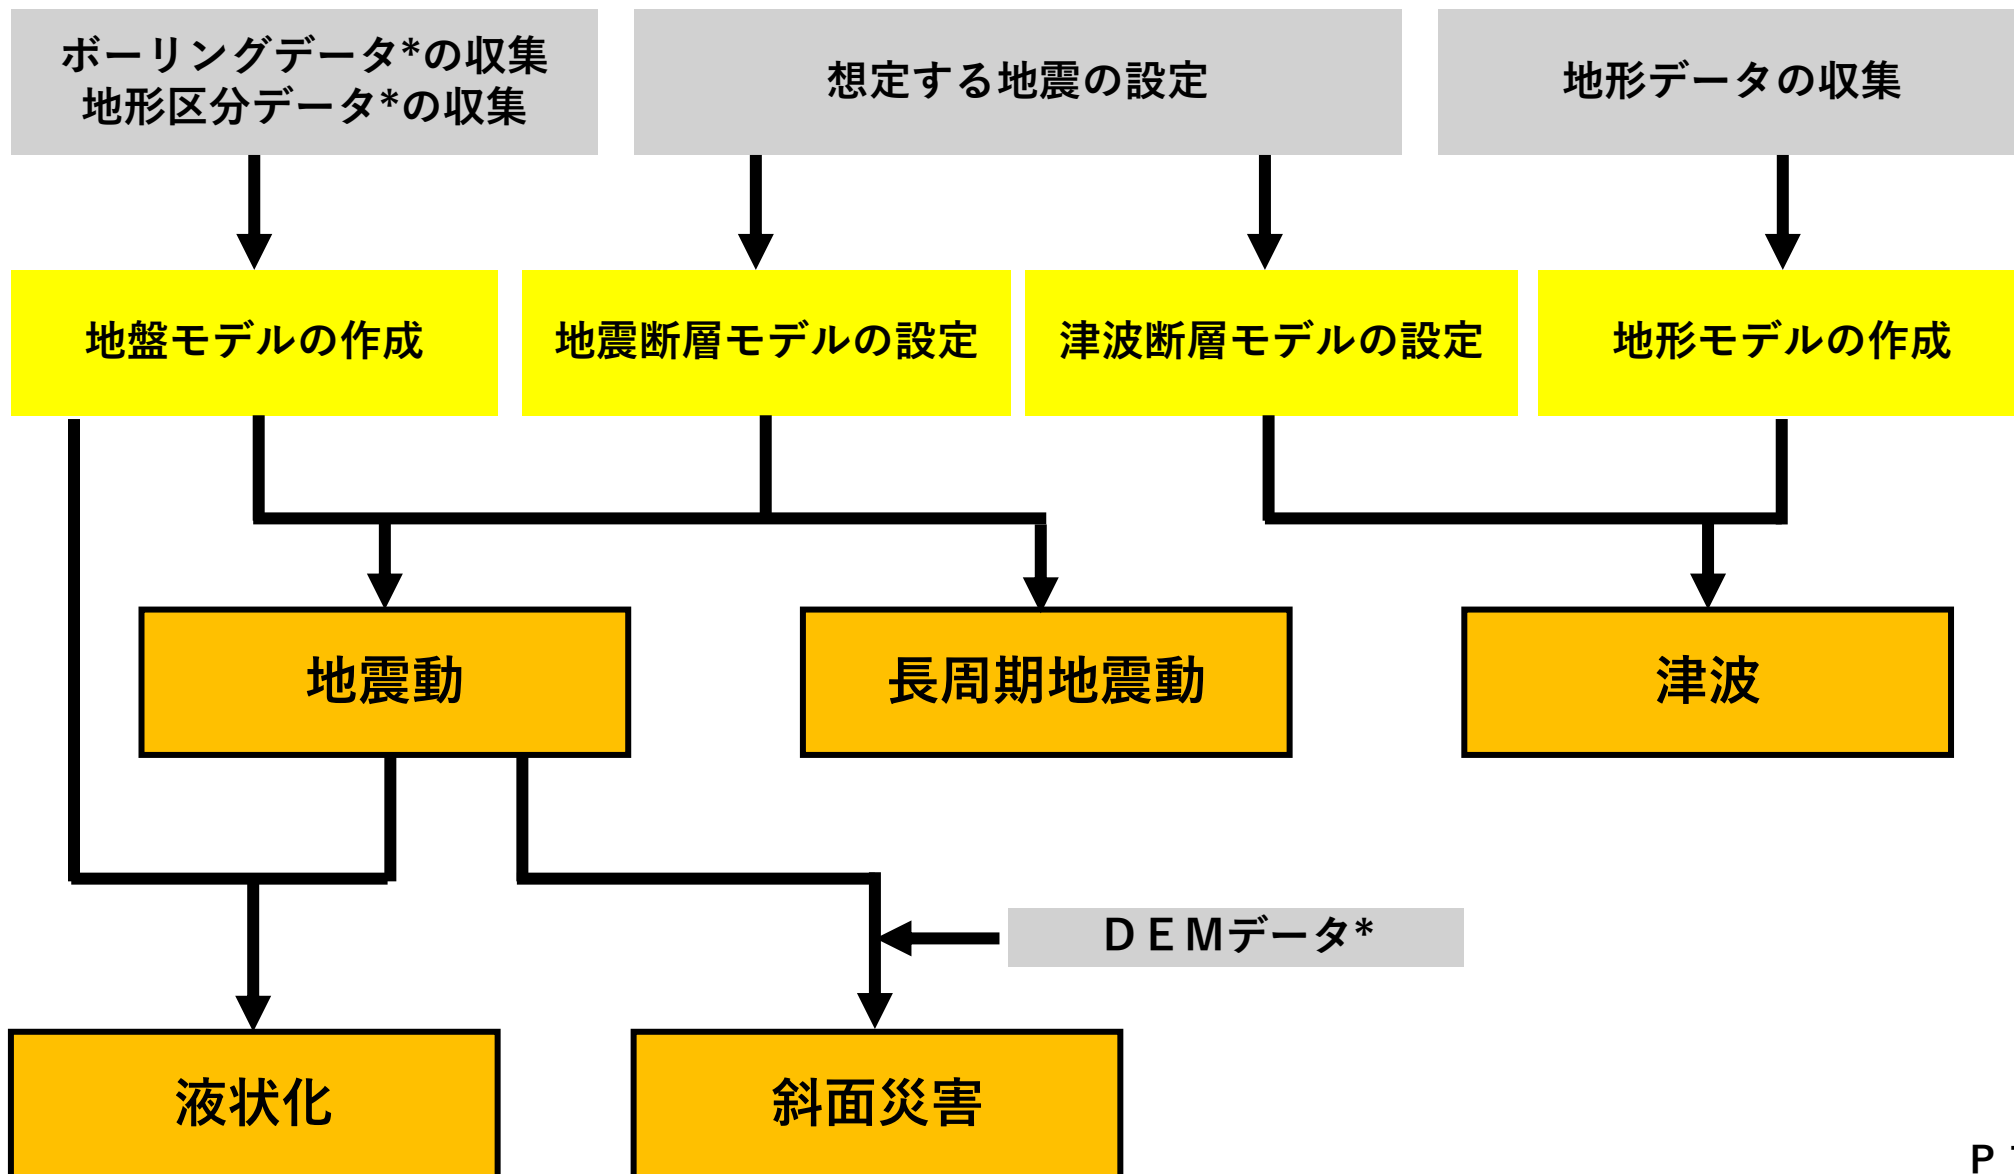 ボーリングデータ*の収集
地形区分データ*の収集
想定する地震の設定
地形データの収集
地盤モデルの作成
地震断層モデルの設定
津波断層モデルの設定
地形モデルの作成
地震動
長周期地震動
津波
ＤＥＭデータ*
液状化
斜面災害
Ｐ